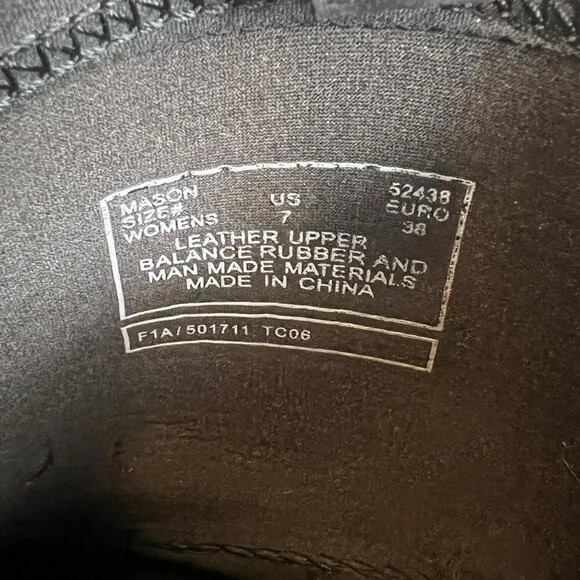 MASON US 52438
SIZE# EURO
WOMENS 7 38
LEATHER UPPER
BALANCE RUBBER AND
MAN MADE MATERIALS
MADE IN CHINA
F1A/501711 TC06